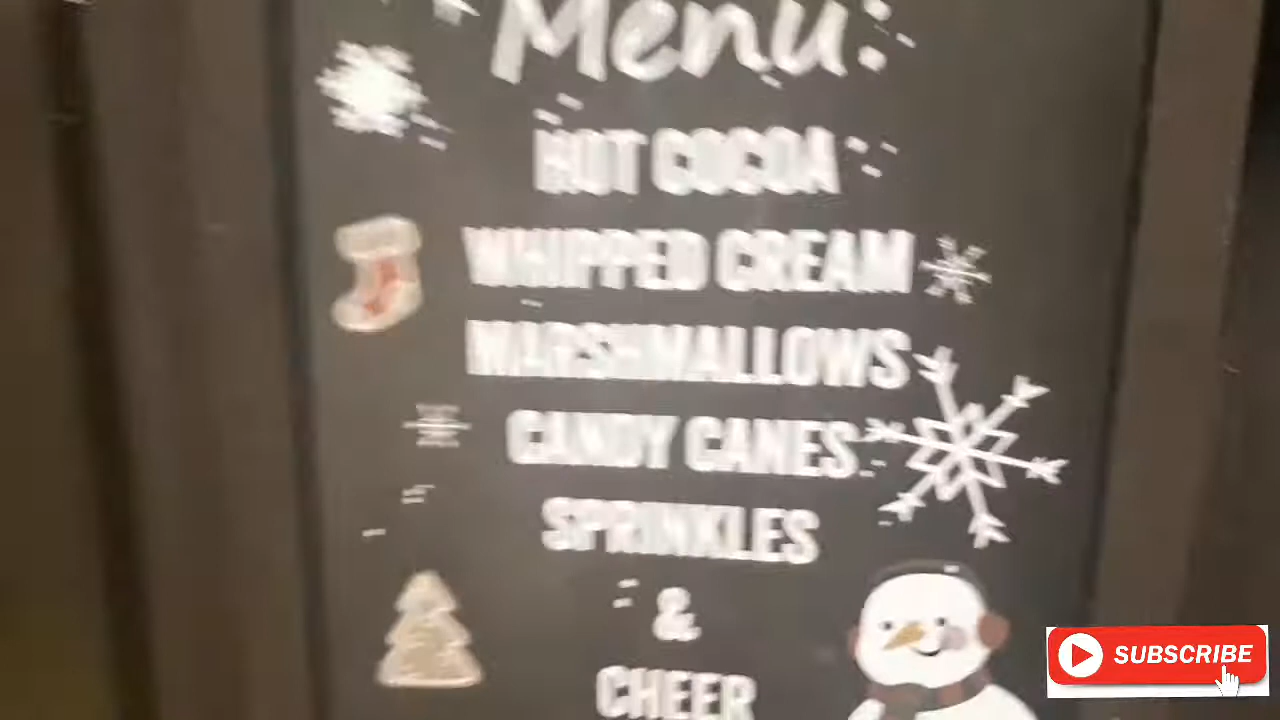 Menu:
HOT COCOA
WHIPPED CREAM
MARSHMALLOWS
CANDY CANES
SPRINKLES
&
CHEER
SUBSCRIBE